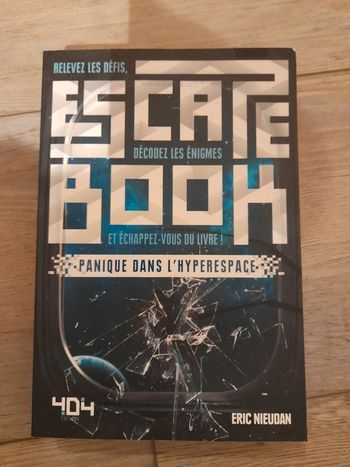 RELEVEZ LES DÉFIS,
ESCAPE
DÉCODEZ LES ÉNIGMES
BOOK
ET ÉCHAPPEZ-VOUS DU LIVRE !
PANIQUE DANS L'HYPERESPACE
404
éditions
ERIC NIEUDAN